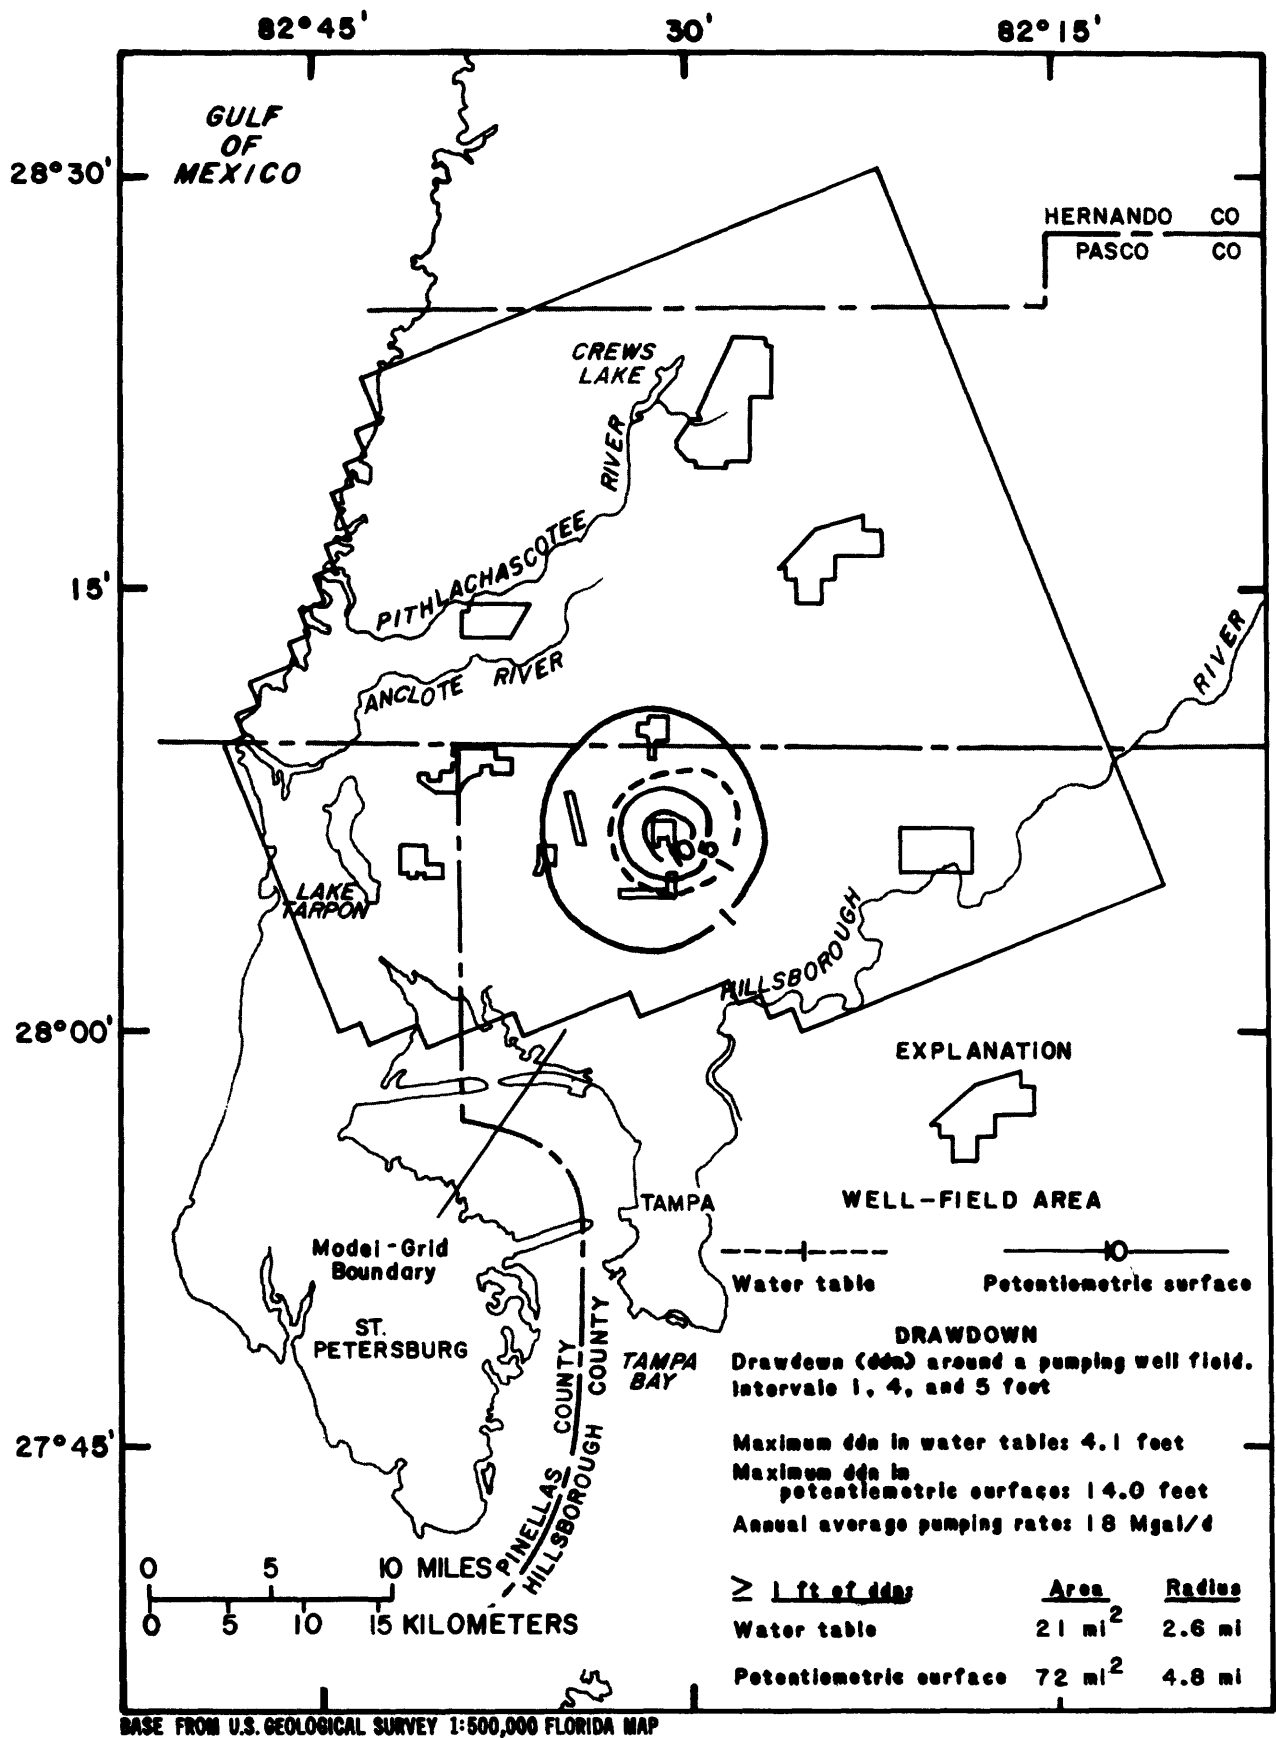 82°45' 30' 82°15'
GULF
OF
MEXICO
28°30'
HERNANDO CO
PASCO CO
CREWS
LAKE
PITHLACHASCOTEE RIVER
15'
ANCLOTE RIVER
RIVER
LAKE
TARPON
5
HILLSBOROUGH
28°00'
EXPLANATION
WELL-FIELD AREA
TAMPA
Model-Grid
Boundary
10
Water table Potentiometric surface
ST.
PETERSBURG
TAMPA
BAY
PINELLAS COUNTY
HILLSBOROUGH COUNTY
DRAWDOWN
Drawdown (ddn) around a pumping well field.
Intervals 1, 4, and 5 feet
27°45'
Maximum ddn in water table: 4.1 feet
Maximum ddn in
potentiometric surface: 14.0 feet
Annual average pumping rate: 18 Mgal/d
0 5 10 MILES
0 5 10 15 KILOMETERS
≥ 1 ft of ddn: Area Radius
Water table 21 mi² 2.6 mi
Potentiometric surface 72 mi² 4.8 mi
BASE FROM U.S. GEOLOGICAL SURVEY 1:500,000 FLORIDA MAP